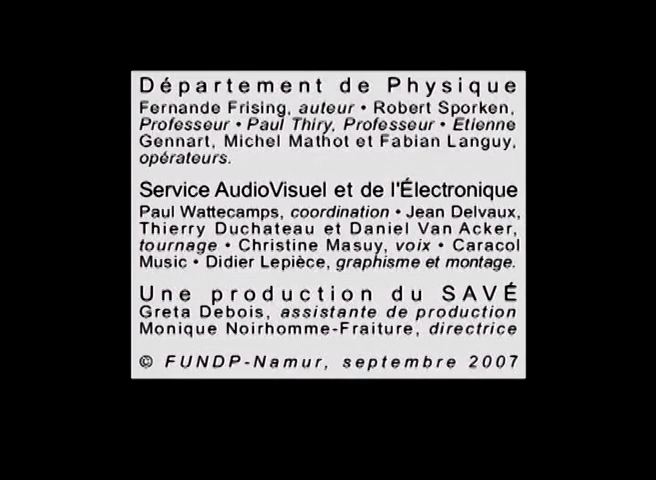 Département de Physique
Fernande Frising, auteur • Robert Sporken,
Professeur • Paul Thiry, Professeur • Etienne
Gennart, Michel Mathot et Fabian Languy,
opérateurs.
Service AudioVisuel et de l'Électronique
Paul Wattecamps, coordination • Jean Delvaux,
Thierry Duchateau et Daniel Van Acker,
tournage • Christine Masuy, voix • Caracol
Music • Didier Lepièce, graphisme et montage.
Une production du SAVÉ
Greta Debois, assistante de production
Monique Noirhomme-Fraiture, directrice
© FUNDP-Namur, septembre 2007